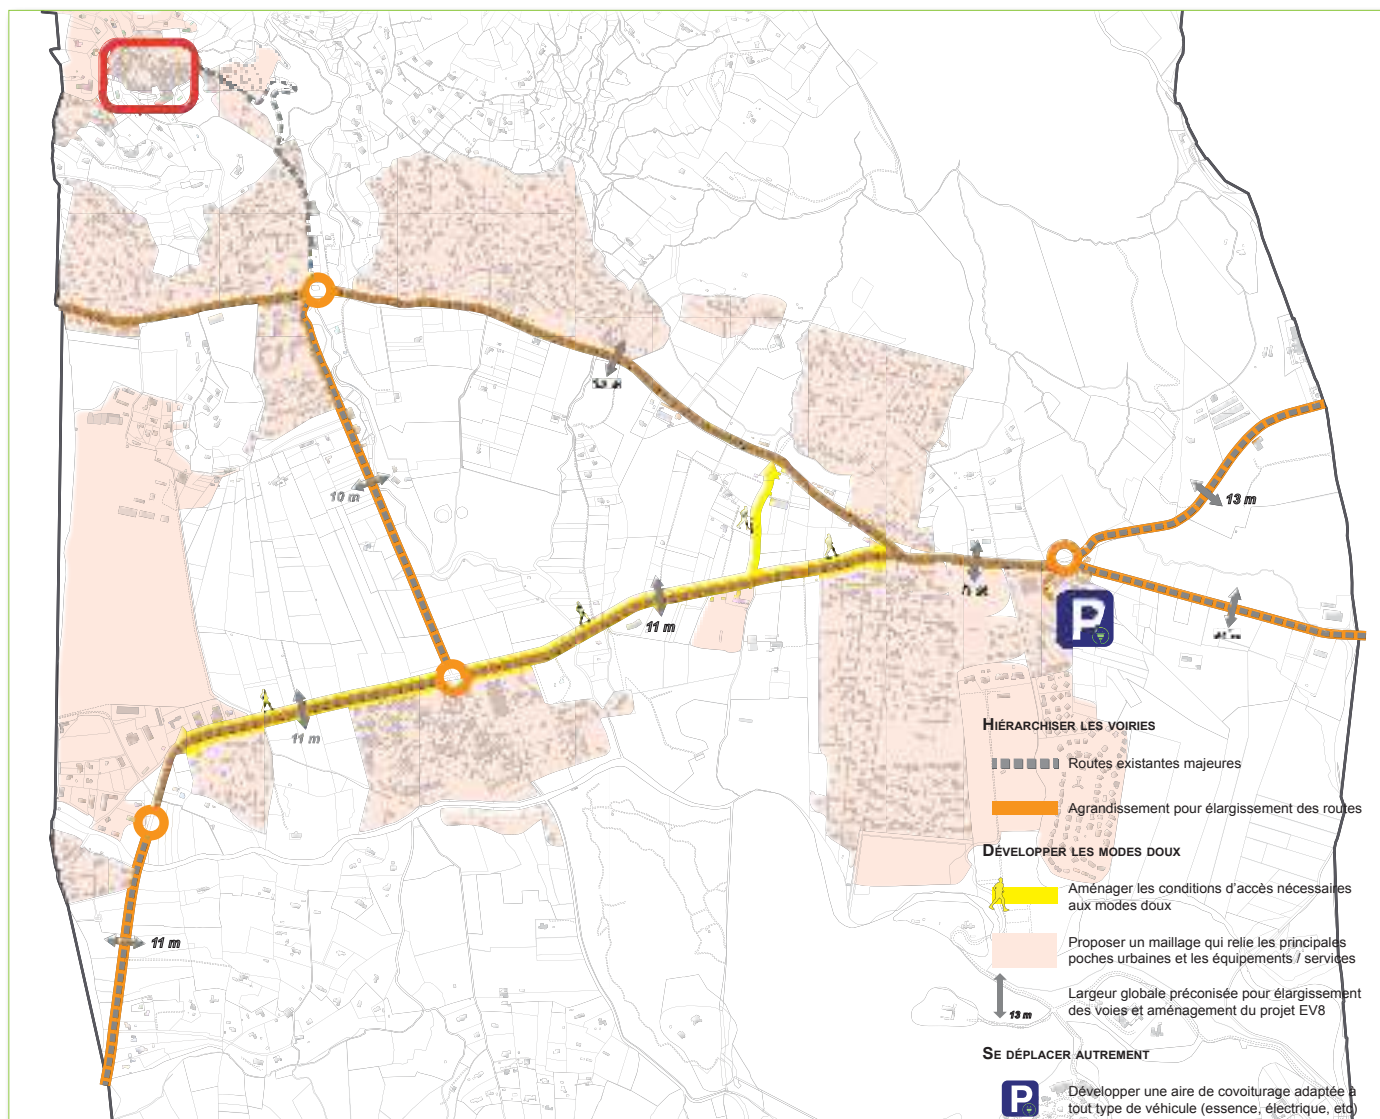 10 m
13 m
11 m
11 m
P
11 m
HIÉRARCHISER LES VOIRIES
Routes existantes majeures
Agrandissement pour élargissement des routes
DÉVELOPPER LES MODES DOUX
Aménager les conditions d'accès nécessaires
aux modes doux
Proposer un maillage qui relie les principales
poches urbaines et les équipements / services
Largeur globale préconisée pour élargissement
des voies et aménagement du projet EV8
13 m
SE DÉPLACER AUTREMENT
P
Développer une aire de covoiturage adaptée à
tout type de véhicule (essence, électrique, etc)